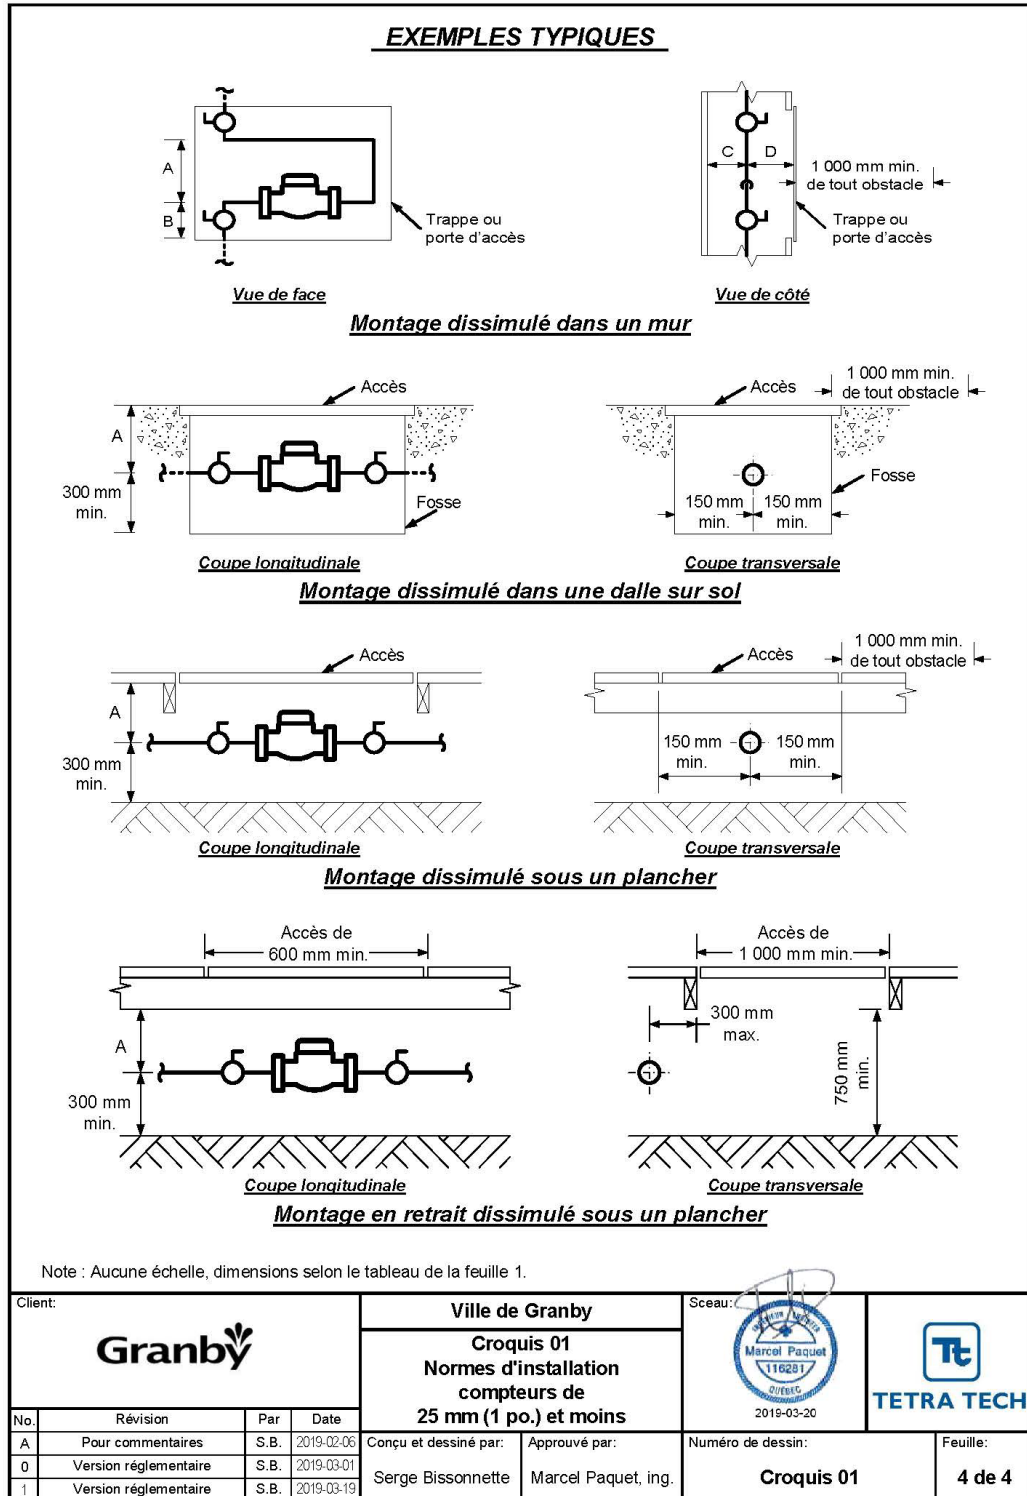 EXEMPLES TYPIQUES
A
B
Trappe ou
porte d'accès
Vue de face
C
D
1 000 mm min.
de tout obstacle
Trappe ou
porte d'accès
Vue de côté
Montage dissimulé dans un mur
Accès
A
300 mm
min.
Fosse
Coupe longitudinale
Accès
1 000 mm min.
de tout obstacle
Fosse
150 mm
min.
150 mm
min.
Coupe transversale
Montage dissimulé dans une dalle sur sol
Accès
A
300 mm
min.
Coupe longitudinale
Accès
1 000 mm min.
de tout obstacle
150 mm
min.
150 mm
min.
Coupe transversale
Montage dissimulé sous un plancher
Accès de
600 mm min.
A
300 mm
min.
Coupe longitudinale
Accès de
1 000 mm min.
300 mm
max.
750 mm
min.
Coupe transversale
Montage en retrait dissimulé sous un plancher
Note : Aucune échelle, dimensions selon le tableau de la feuille 1.
Client:
Granby
Ville de Granby
Croquis 01
Normes d'installation
compteurs de
25 mm (1 po.) et moins
Sceau:
Marcel Paquet
116281
QUÉBEC
2019-03-20
Tt
TETRA TECH
No. Révision Par Date
A Pour commentaires S.B. 2019-02-06
0 Version réglementaire S.B. 2019-03-01
1 Version réglementaire S.B. 2019-03-19
Conçu et dessiné par:
Serge Bissonnette
Approuvé par:
Marcel Paquet, ing.
Numéro de dessin:
Croquis 01
Feuille:
4 de 4